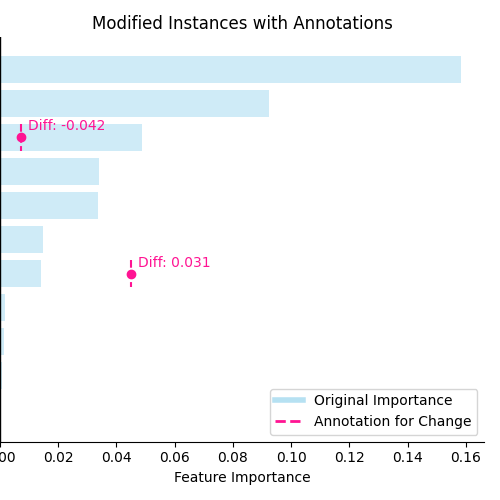 Modified Instances with Annotations
Diff: -0.042
Diff: 0.031
Original Importance
Annotation for Change
00 0.02 0.04 0.06 0.08 0.10 0.12 0.14 0.16
Feature Importance